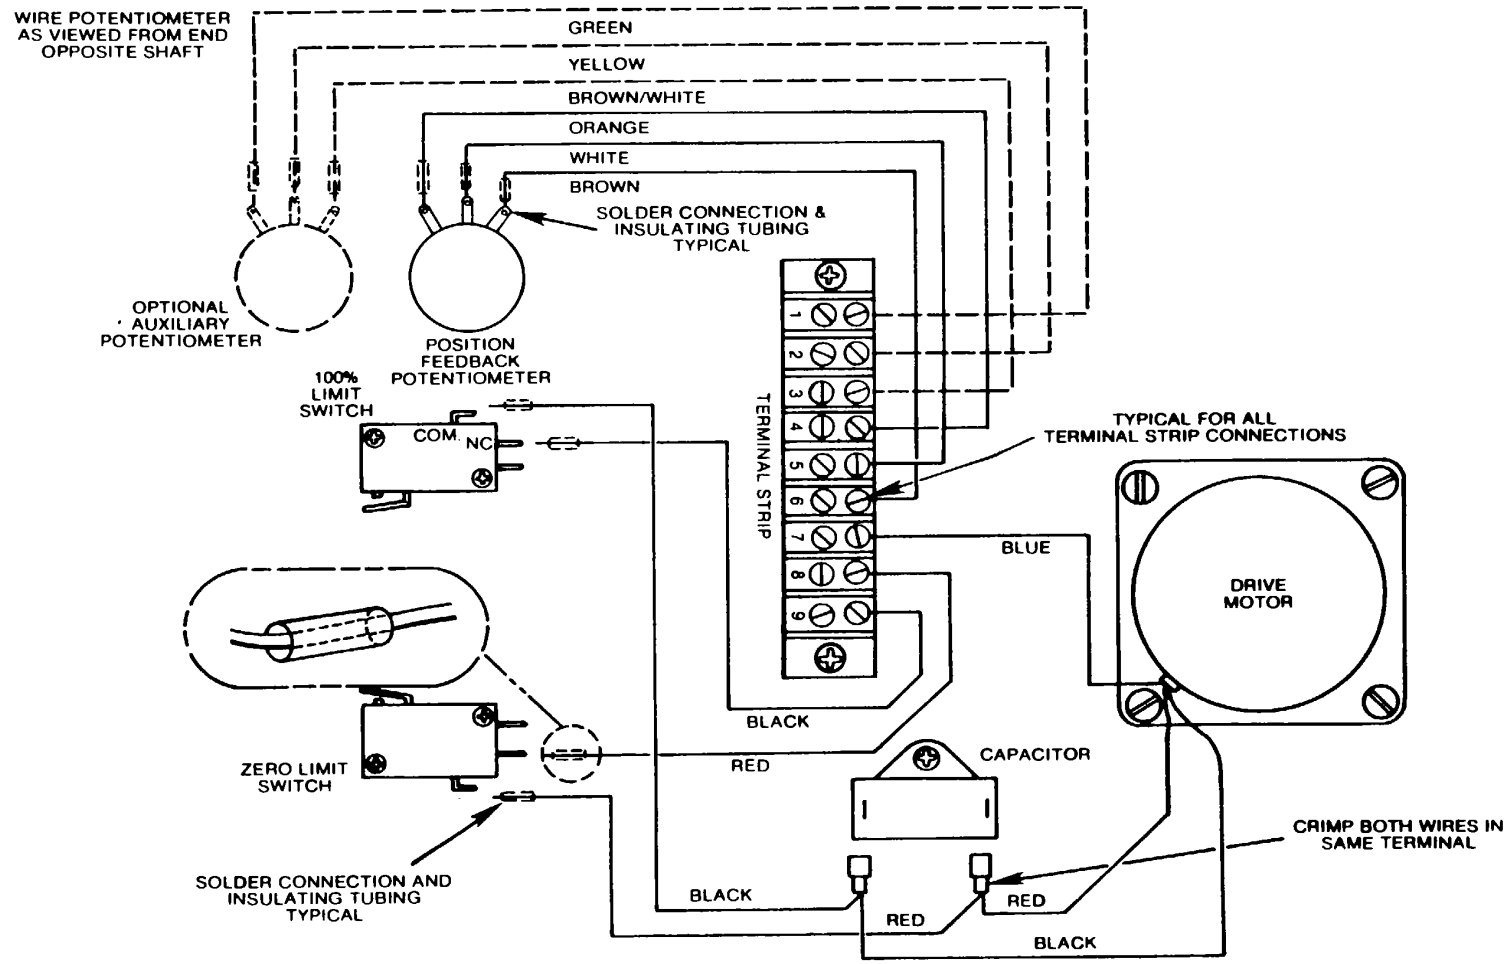 WIRE POTENTIOMETER
AS VIEWED FROM END
OPPOSITE SHAFT
GREEN
YELLOW
BROWN/WHITE
ORANGE
WHITE
BROWN
SOLDER CONNECTION &
INSULATING TUBING
TYPICAL
OPTIONAL
AUXILIARY
POTENTIOMETER
POSITION
FEEDBACK
POTENTIOMETER
100%
LIMIT
SWITCH
COM.
NC
TERMINAL STRIP
1
2
3
4
5
6
7
8
9
TYPICAL FOR ALL
TERMINAL STRIP CONNECTIONS
BLUE
DRIVE
MOTOR
BLACK
RED
ZERO LIMIT
SWITCH
CAPACITOR
CRIMP BOTH WIRES IN
SAME TERMINAL
SOLDER CONNECTION AND
INSULATING TUBING
TYPICAL
BLACK
RED
RED
BLACK